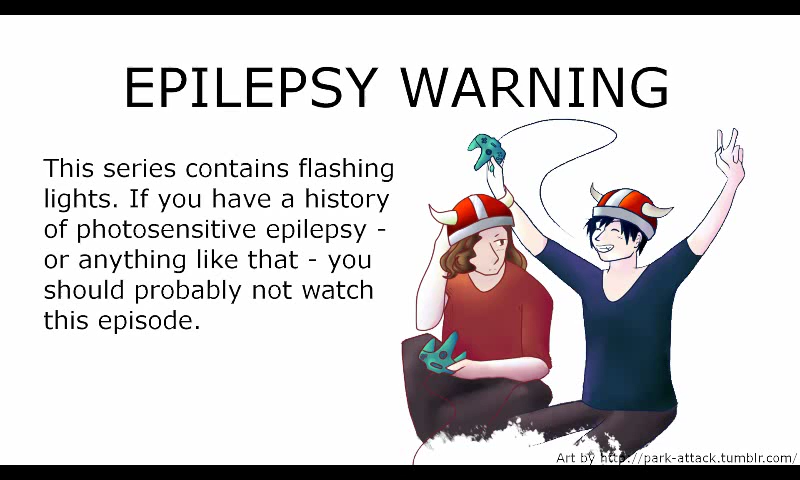 EPILEPSY WARNING
This series contains flashing
lights. If you have a history
of photosensitive epilepsy -
or anything like that - you
should probably not watch
this episode.
Art by http://park-attack.tumblr.com/